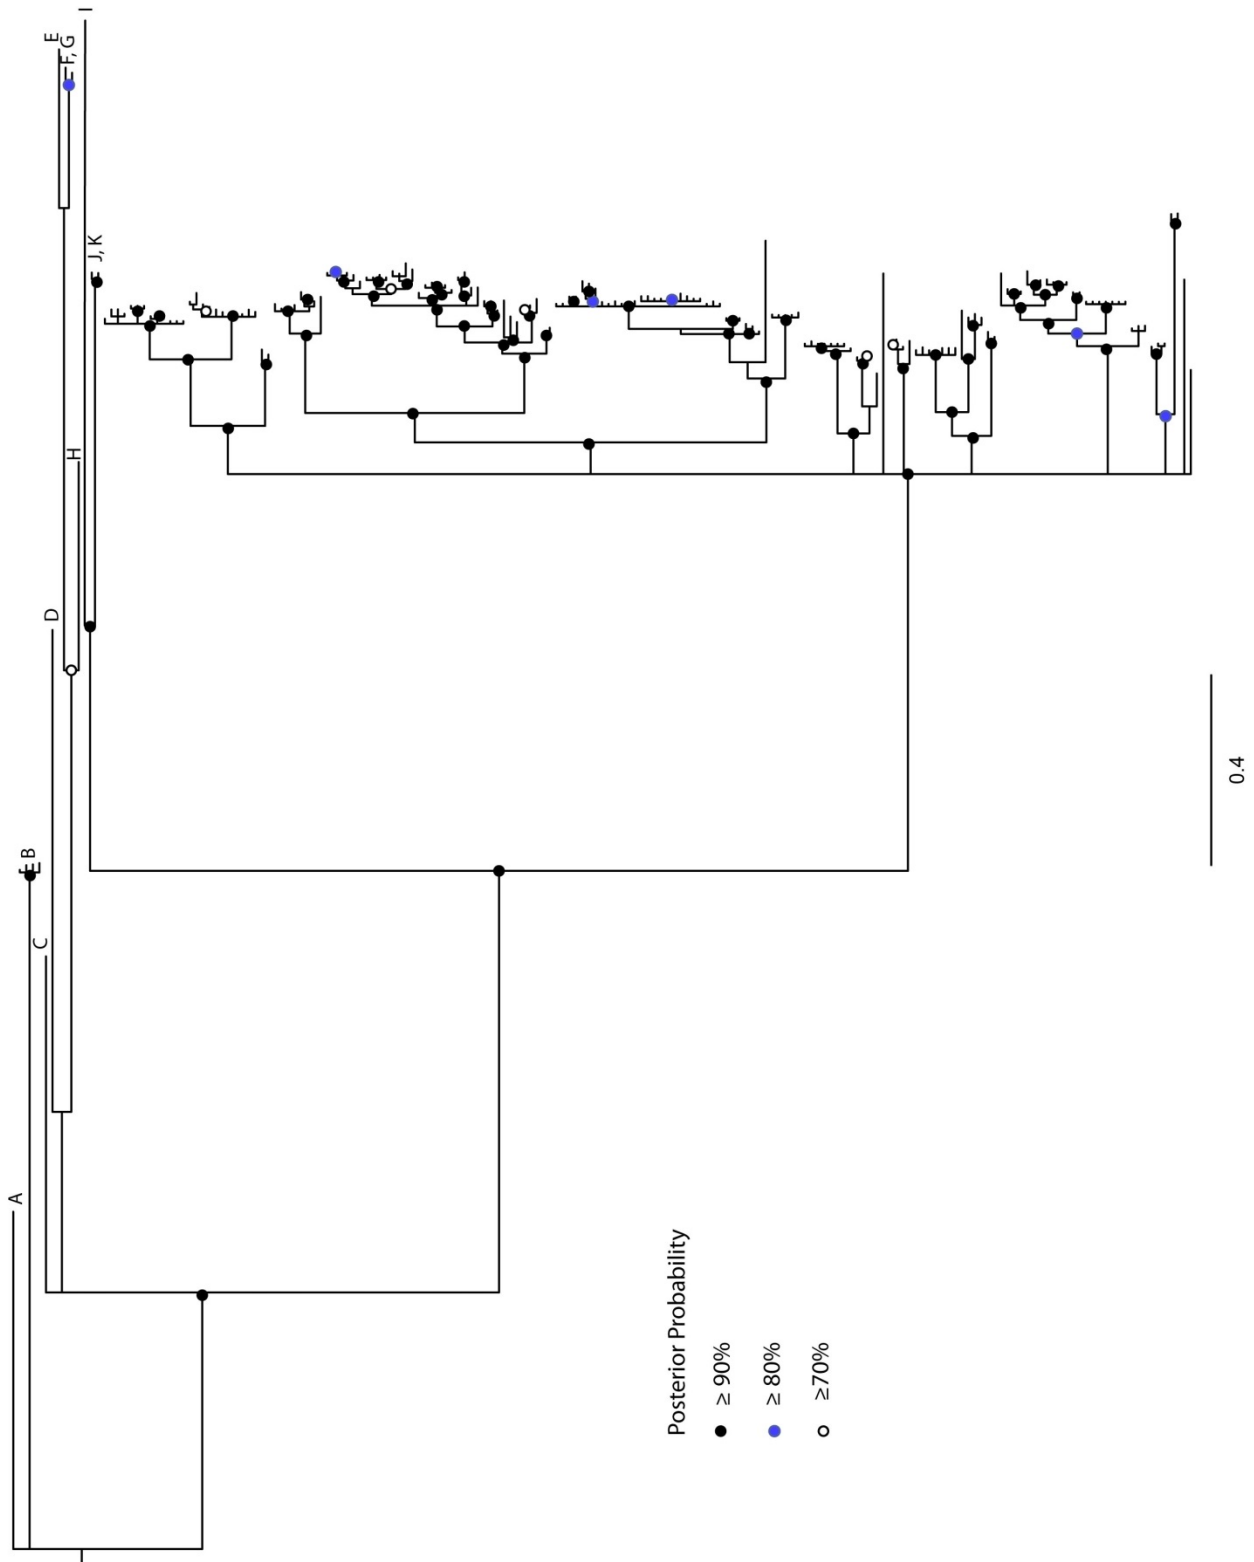 A
B
C
D
E
F, G
H
I
J, K
Posterior Probability
≥ 90%
≥ 80%
≥70%
0.4